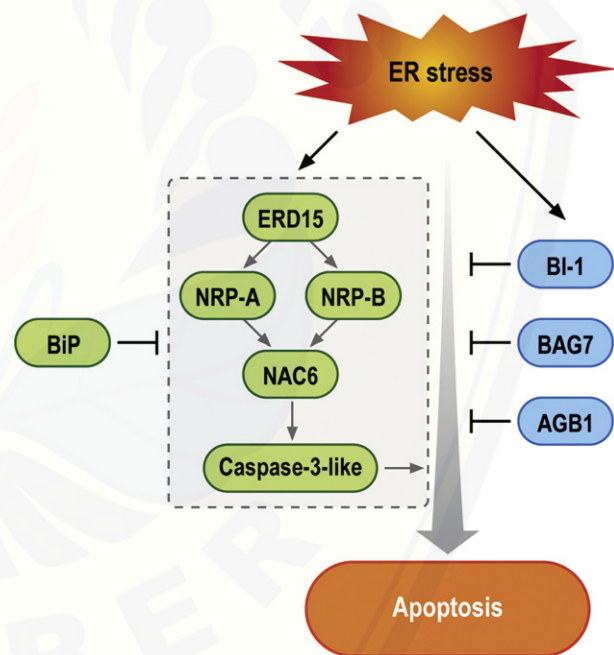 ER stress
ERD15
NRP-A
NRP-B
BI-1
BiP
BAG7
NAC6
AGB1
Caspase-3-like
Apoptosis